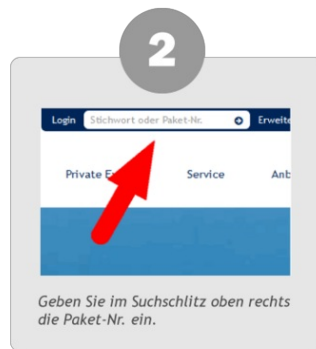 2
Login Stichwort oder Paket-Nr. Erweite
Private Service Anb
Geben Sie im Suchschlitz oben rechts
die Paket-Nr. ein.